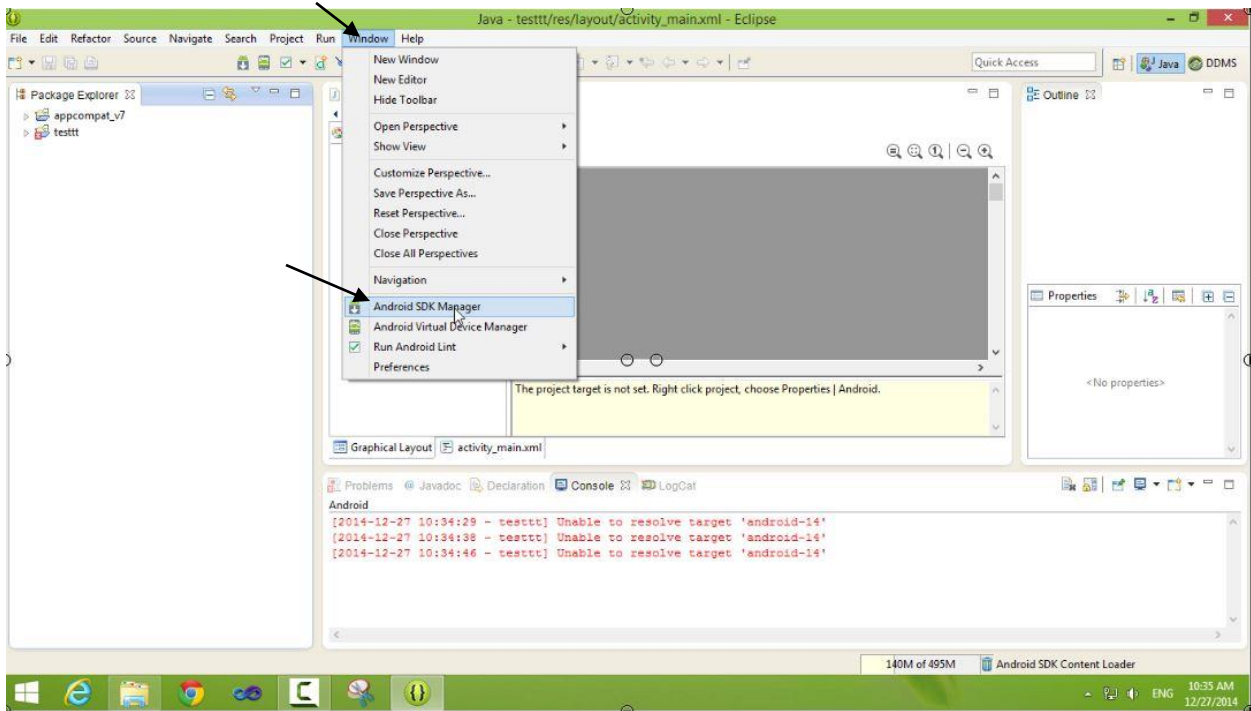 Java - testtt/res/layout/activity_main.xml - Eclipse
File Edit Refactor Source Navigate Search Project Run Window Help
Quick Access
Java
DDMS
Package Explorer
appcompat_v7
testtt
New Window
New Editor
Hide Toolbar
Open Perspective
Show View
Customize Perspective...
Save Perspective As...
Reset Perspective...
Close Perspective
Close All Perspectives
Navigation
Android SDK Manager
Android Virtual Device Manager
Run Android Lint
Preferences
The project target is not set. Right click project, choose Properties | Android.
Graphical Layout
activity_main.xml
Outline
Properties
<No properties>
Problems @ Javadoc Declaration Console LogCat
Android
[2014-12-27 10:34:29 - testtt] Unable to resolve target 'android-14'
[2014-12-27 10:34:38 - testtt] Unable to resolve target 'android-14'
[2014-12-27 10:34:46 - testtt] Unable to resolve target 'android-14'
140M of 495M
Android SDK Content Loader
ENG
10:35 AM
12/27/2014